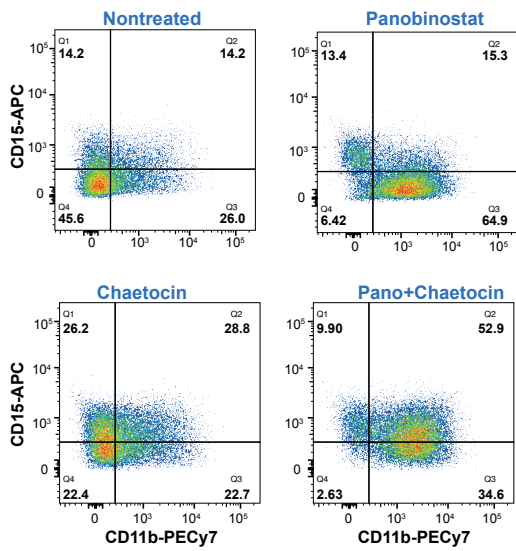 Nontreated
Panobinostat
Q1
14.2
Q2
14.2
Q4
45.6
Q3
26.0
CD15-APC
10⁵
10⁴
10³
0
0
10³
10⁴
10⁵
Q1
13.4
Q2
15.3
Q4
6.42
Q3
64.9
10⁵
10⁴
10³
0
0
10³
10⁴
10⁵
Chaetocin
Pano+Chaetocin
Q1
26.2
Q2
28.8
Q4
22.4
Q3
22.7
CD15-APC
10⁵
10⁴
10³
0
0
10³
10⁴
10⁵
CD11b-PECy7
Q1
9.90
Q2
52.9
Q4
2.63
Q3
34.6
10⁵
10⁴
10³
0
0
10³
10⁴
10⁵
CD11b-PECy7